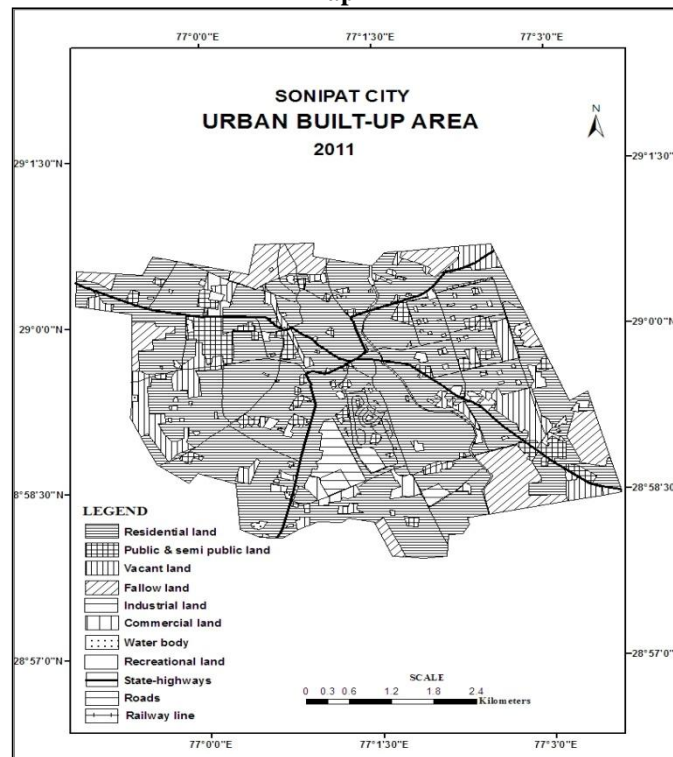 77°0'0"E 77°1'30"E 77°3'0"E
SONIPAT CITY
URBAN BUILT-UP AREA
2011
N
29°1'30"N 29°1'30"N
29°0'0"N 29°0'0"N
28°58'30"N 28°58'30"N
LEGEND
Residential land
Public & semi public land
Vacant land
Fallow land
Industrial land
Commercial land
Water body
Recreational land
State-highways
Roads
Railway line
28°57'0"N 28°57'0"N
SCALE
0 0.3 0.6 1.2 1.8 2.4
Kilometers
77°0'0"E 77°1'30"E 77°3'0"E